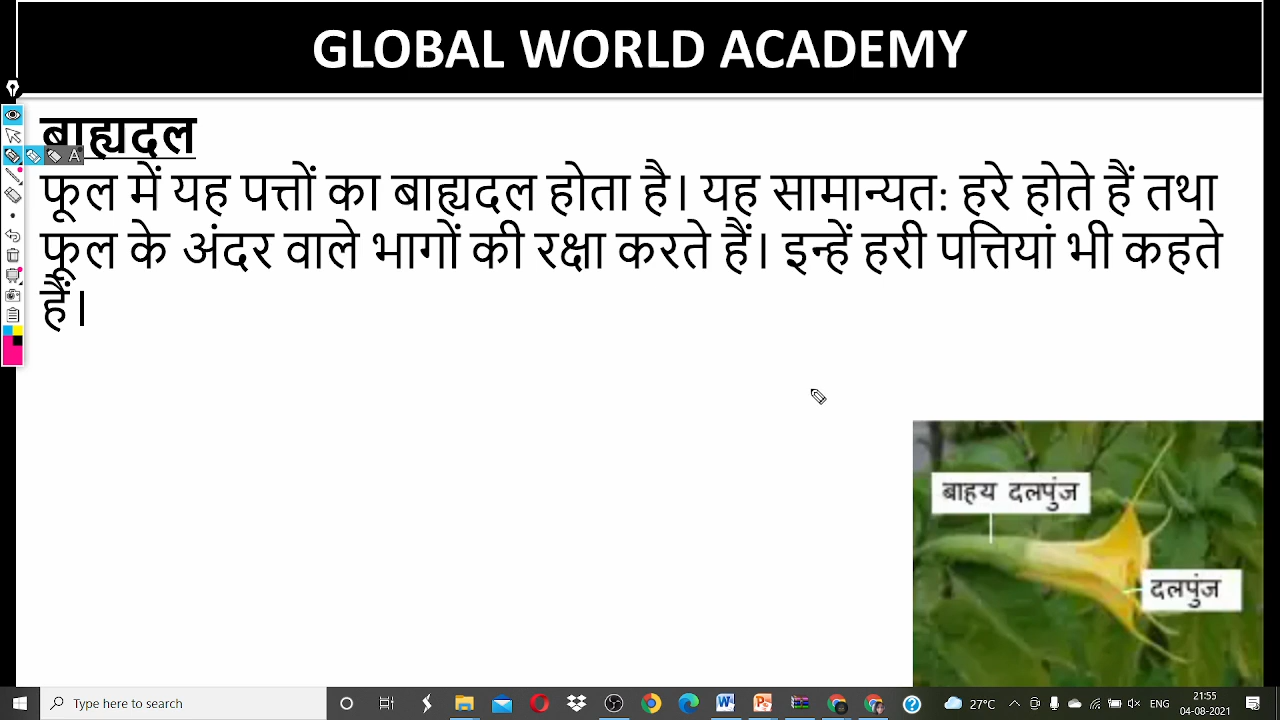 GLOBAL WORLD ACADEMY
बाह्यदल
A
फूल में यह पत्तों का बाह्यदल होता है। यह सामान्यत: हरे होते हैं तथा
फूल के अंदर वाले भागों की रक्षा करते हैं। इन्हें हरी पत्तियां भी कहते
हैं।
बाहय दलपुंज
दलपुंज
Type here to search
27°C
ENG
21:55
04-08-2021